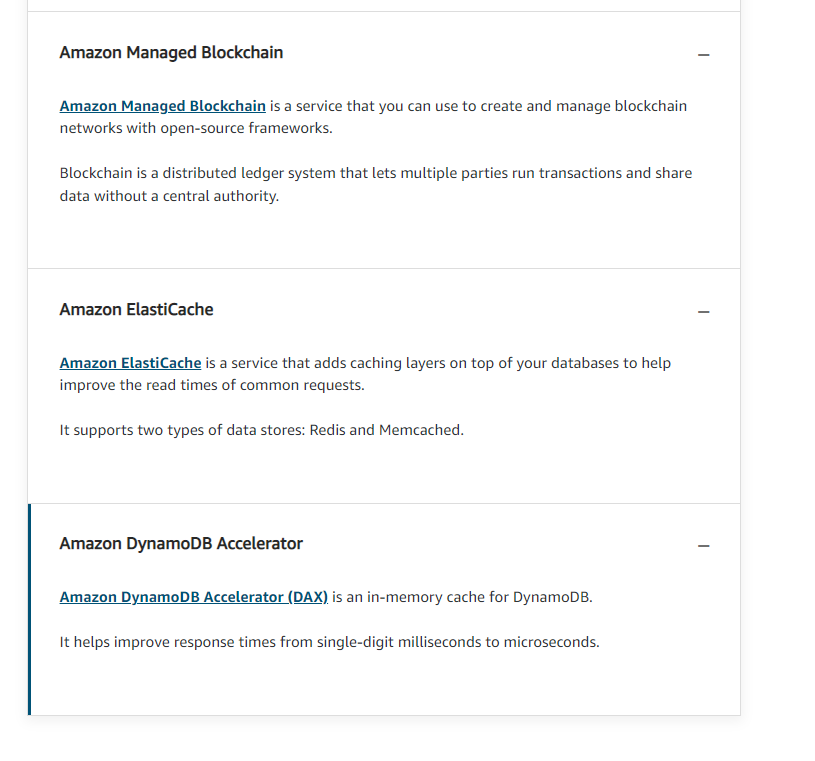 Amazon Managed Blockchain
Amazon Managed Blockchain is a service that you can use to create and manage blockchain
networks with open-source frameworks.
Blockchain is a distributed ledger system that lets multiple parties run transactions and share
data without a central authority.
Amazon ElastiCache
Amazon ElastiCache is a service that adds caching layers on top of your databases to help
improve the read times of common requests.
It supports two types of data stores: Redis and Memcached.
Amazon DynamoDB Accelerator
Amazon DynamoDB Accelerator (DAX) is an in-memory cache for DynamoDB.
It helps improve response times from single-digit milliseconds to microseconds.